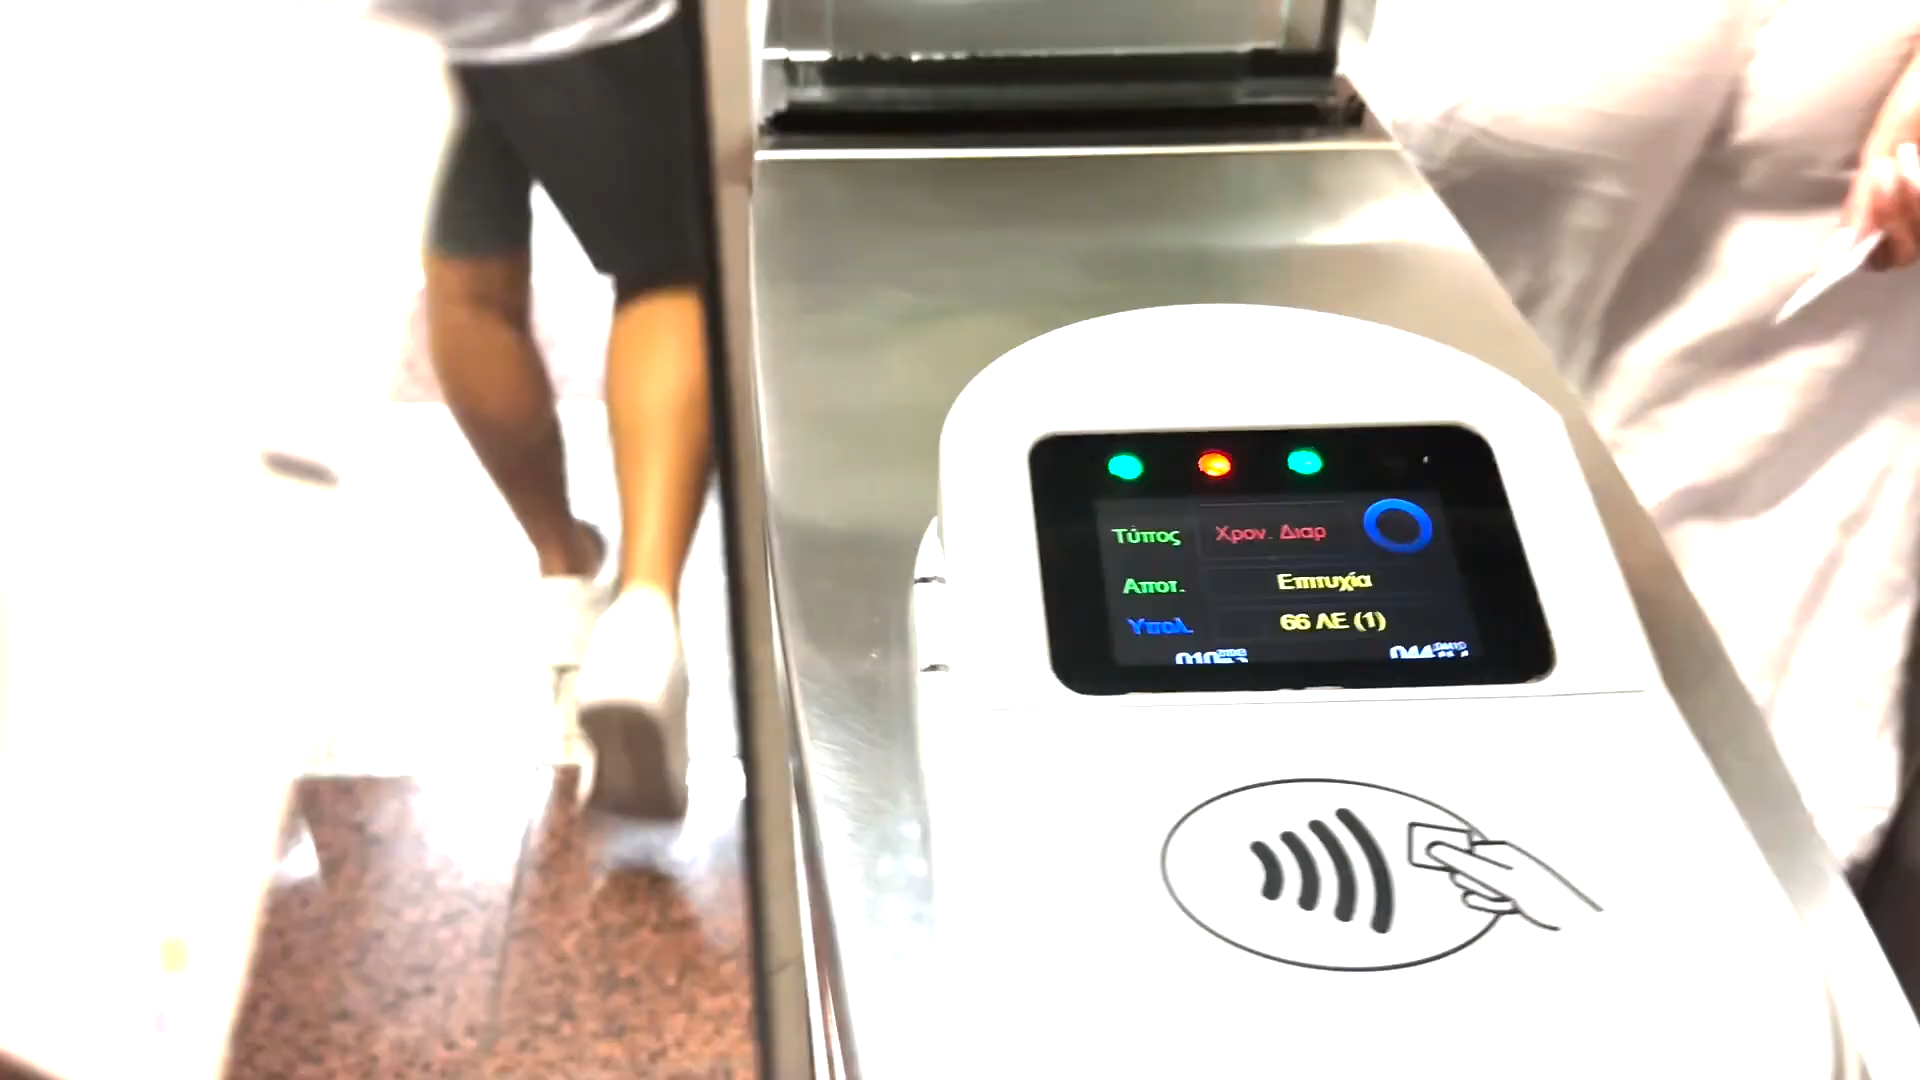 Τύπος Χρον. Διαρ
Αποτ. Επιτυχία
Υπολ. 66 ΛΕ (1)